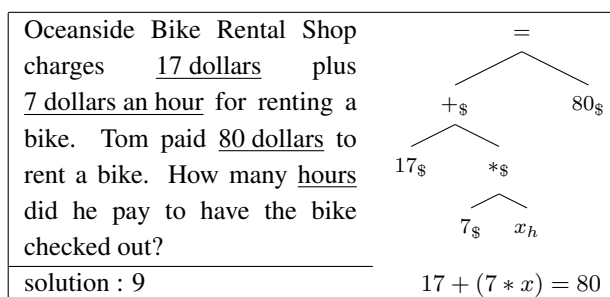 Oceanside Bike Rental Shop
charges 17 dollars plus
7 dollars an hour for renting a
bike. Tom paid 80 dollars to
rent a bike. How many hours
did he pay to have the bike
checked out?
solution : 9
=
+$ 80$
17$ *$
7$ xh
17 + (7 ∗ x) = 80